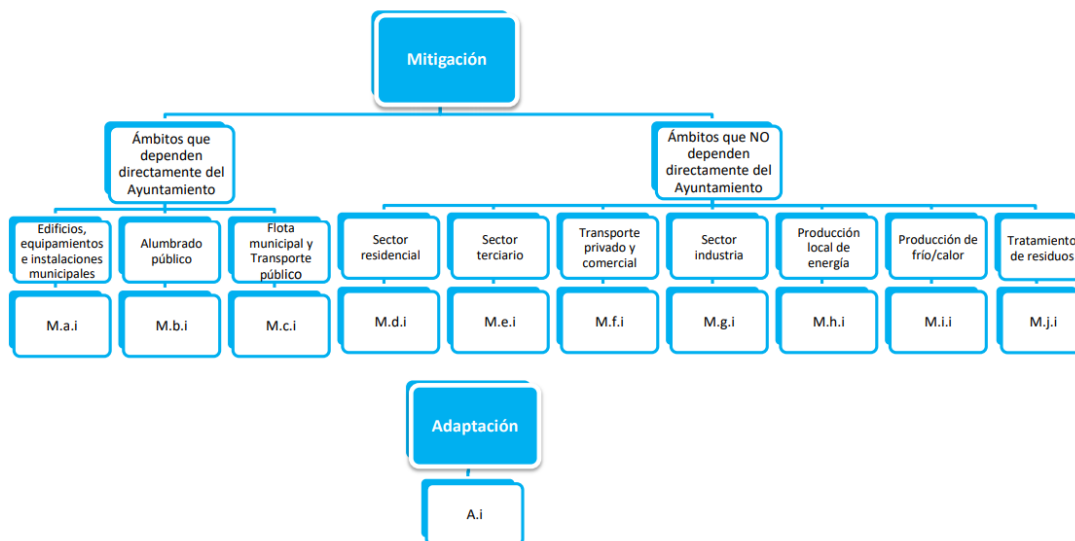 Mitigación
Ámbitos que
dependen
directamente del
Ayuntamiento
Ámbitos que NO
dependen
directamente del
Ayuntamiento
Edificios,
equipamientos
e instalaciones
municipales
Alumbrado
público
Flota
municipal y
Transporte
público
Sector
residencial
Sector
terciario
Transporte
privado y
comercial
Sector
industria
Producción
local de
energía
Producción de
frío/calor
Tratamiento
de residuos
M.a.i
M.b.i
M.c.i
M.d.i
M.e.i
M.f.i
M.g.i
M.h.i
M.i.i
M.j.i
Adaptación
A.i